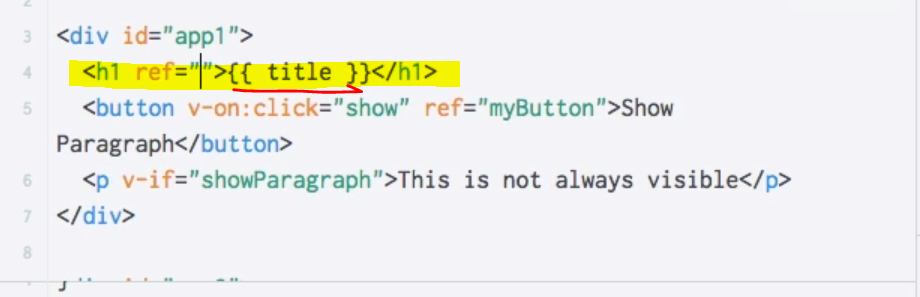 2
3 <div id="app1">
4 <h1 ref="">{{ title }}</h1>
5 <button v-on:click="show" ref="myButton">Show
Paragraph</button>
6 <p v-if="showParagraph">This is not always visible</p>
7 </div>
8